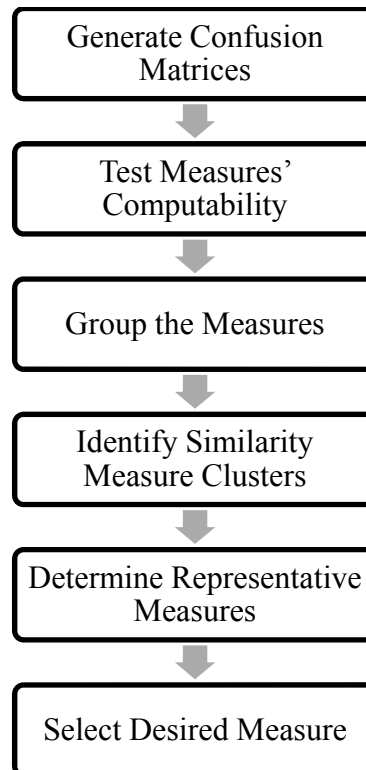 Generate Confusion
Matrices
Test Measures’
Computability
Group the Measures
Identify Similarity
Measure Clusters
Determine Representative
Measures
Select Desired Measure